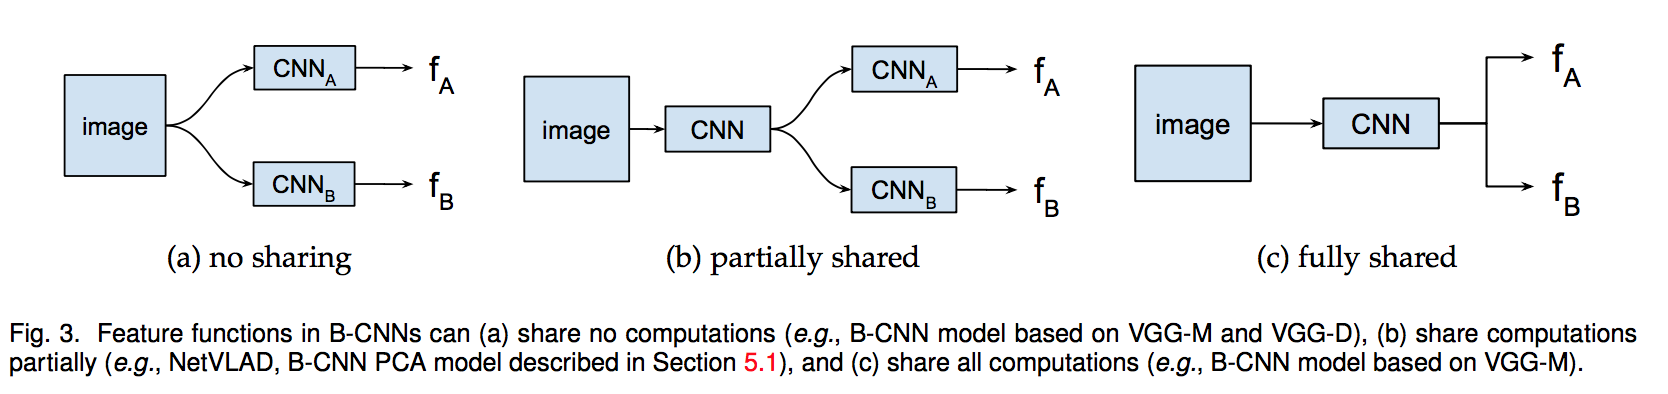 image
CNN_A
f_A
CNN_B
f_B
(a) no sharing
image
CNN
CNN_A
f_A
CNN_B
f_B
(b) partially shared
image
CNN
f_A
f_B
(c) fully shared
Fig. 3. Feature functions in B-CNNs can (a) share no computations (e.g., B-CNN model based on VGG-M and VGG-D), (b) share computations
partially (e.g., NetVLAD, B-CNN PCA model described in Section 5.1), and (c) share all computations (e.g., B-CNN model based on VGG-M).